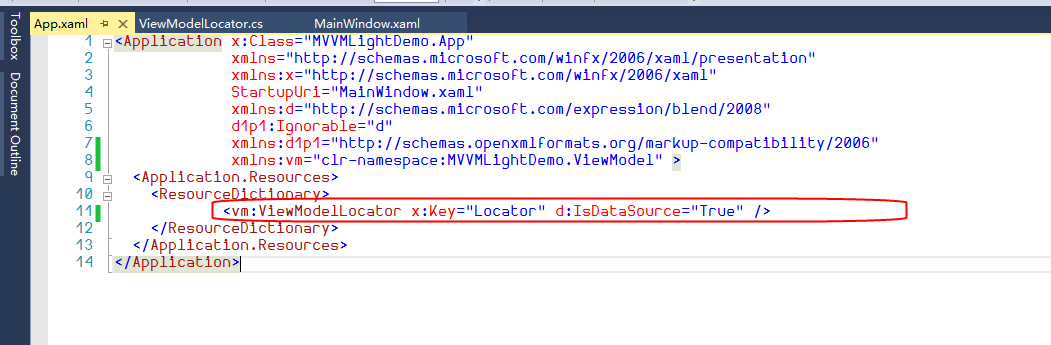 Toolbox
Document Outline
App.xaml
ViewModelLocator.cs
MainWindow.xaml
1 <Application x:Class="MVVMLightDemo.App"
2 xmlns="http://schemas.microsoft.com/winfx/2006/xaml/presentation"
3 xmlns:x="http://schemas.microsoft.com/winfx/2006/xaml"
4 StartupUri="MainWindow.xaml"
5 xmlns:d="http://schemas.microsoft.com/expression/blend/2008"
6 d1p1:Ignorable="d"
7 xmlns:d1p1="http://schemas.openxmlformats.org/markup-compatibility/2006"
8 xmlns:vm="clr-namespace:MVVMLightDemo.ViewModel" >
9 <Application.Resources>
10 <ResourceDictionary>
11 <vm:ViewModelLocator x:Key="Locator" d:IsDataSource="True" />
12 </ResourceDictionary>
13 </Application.Resources>
14 </Application>